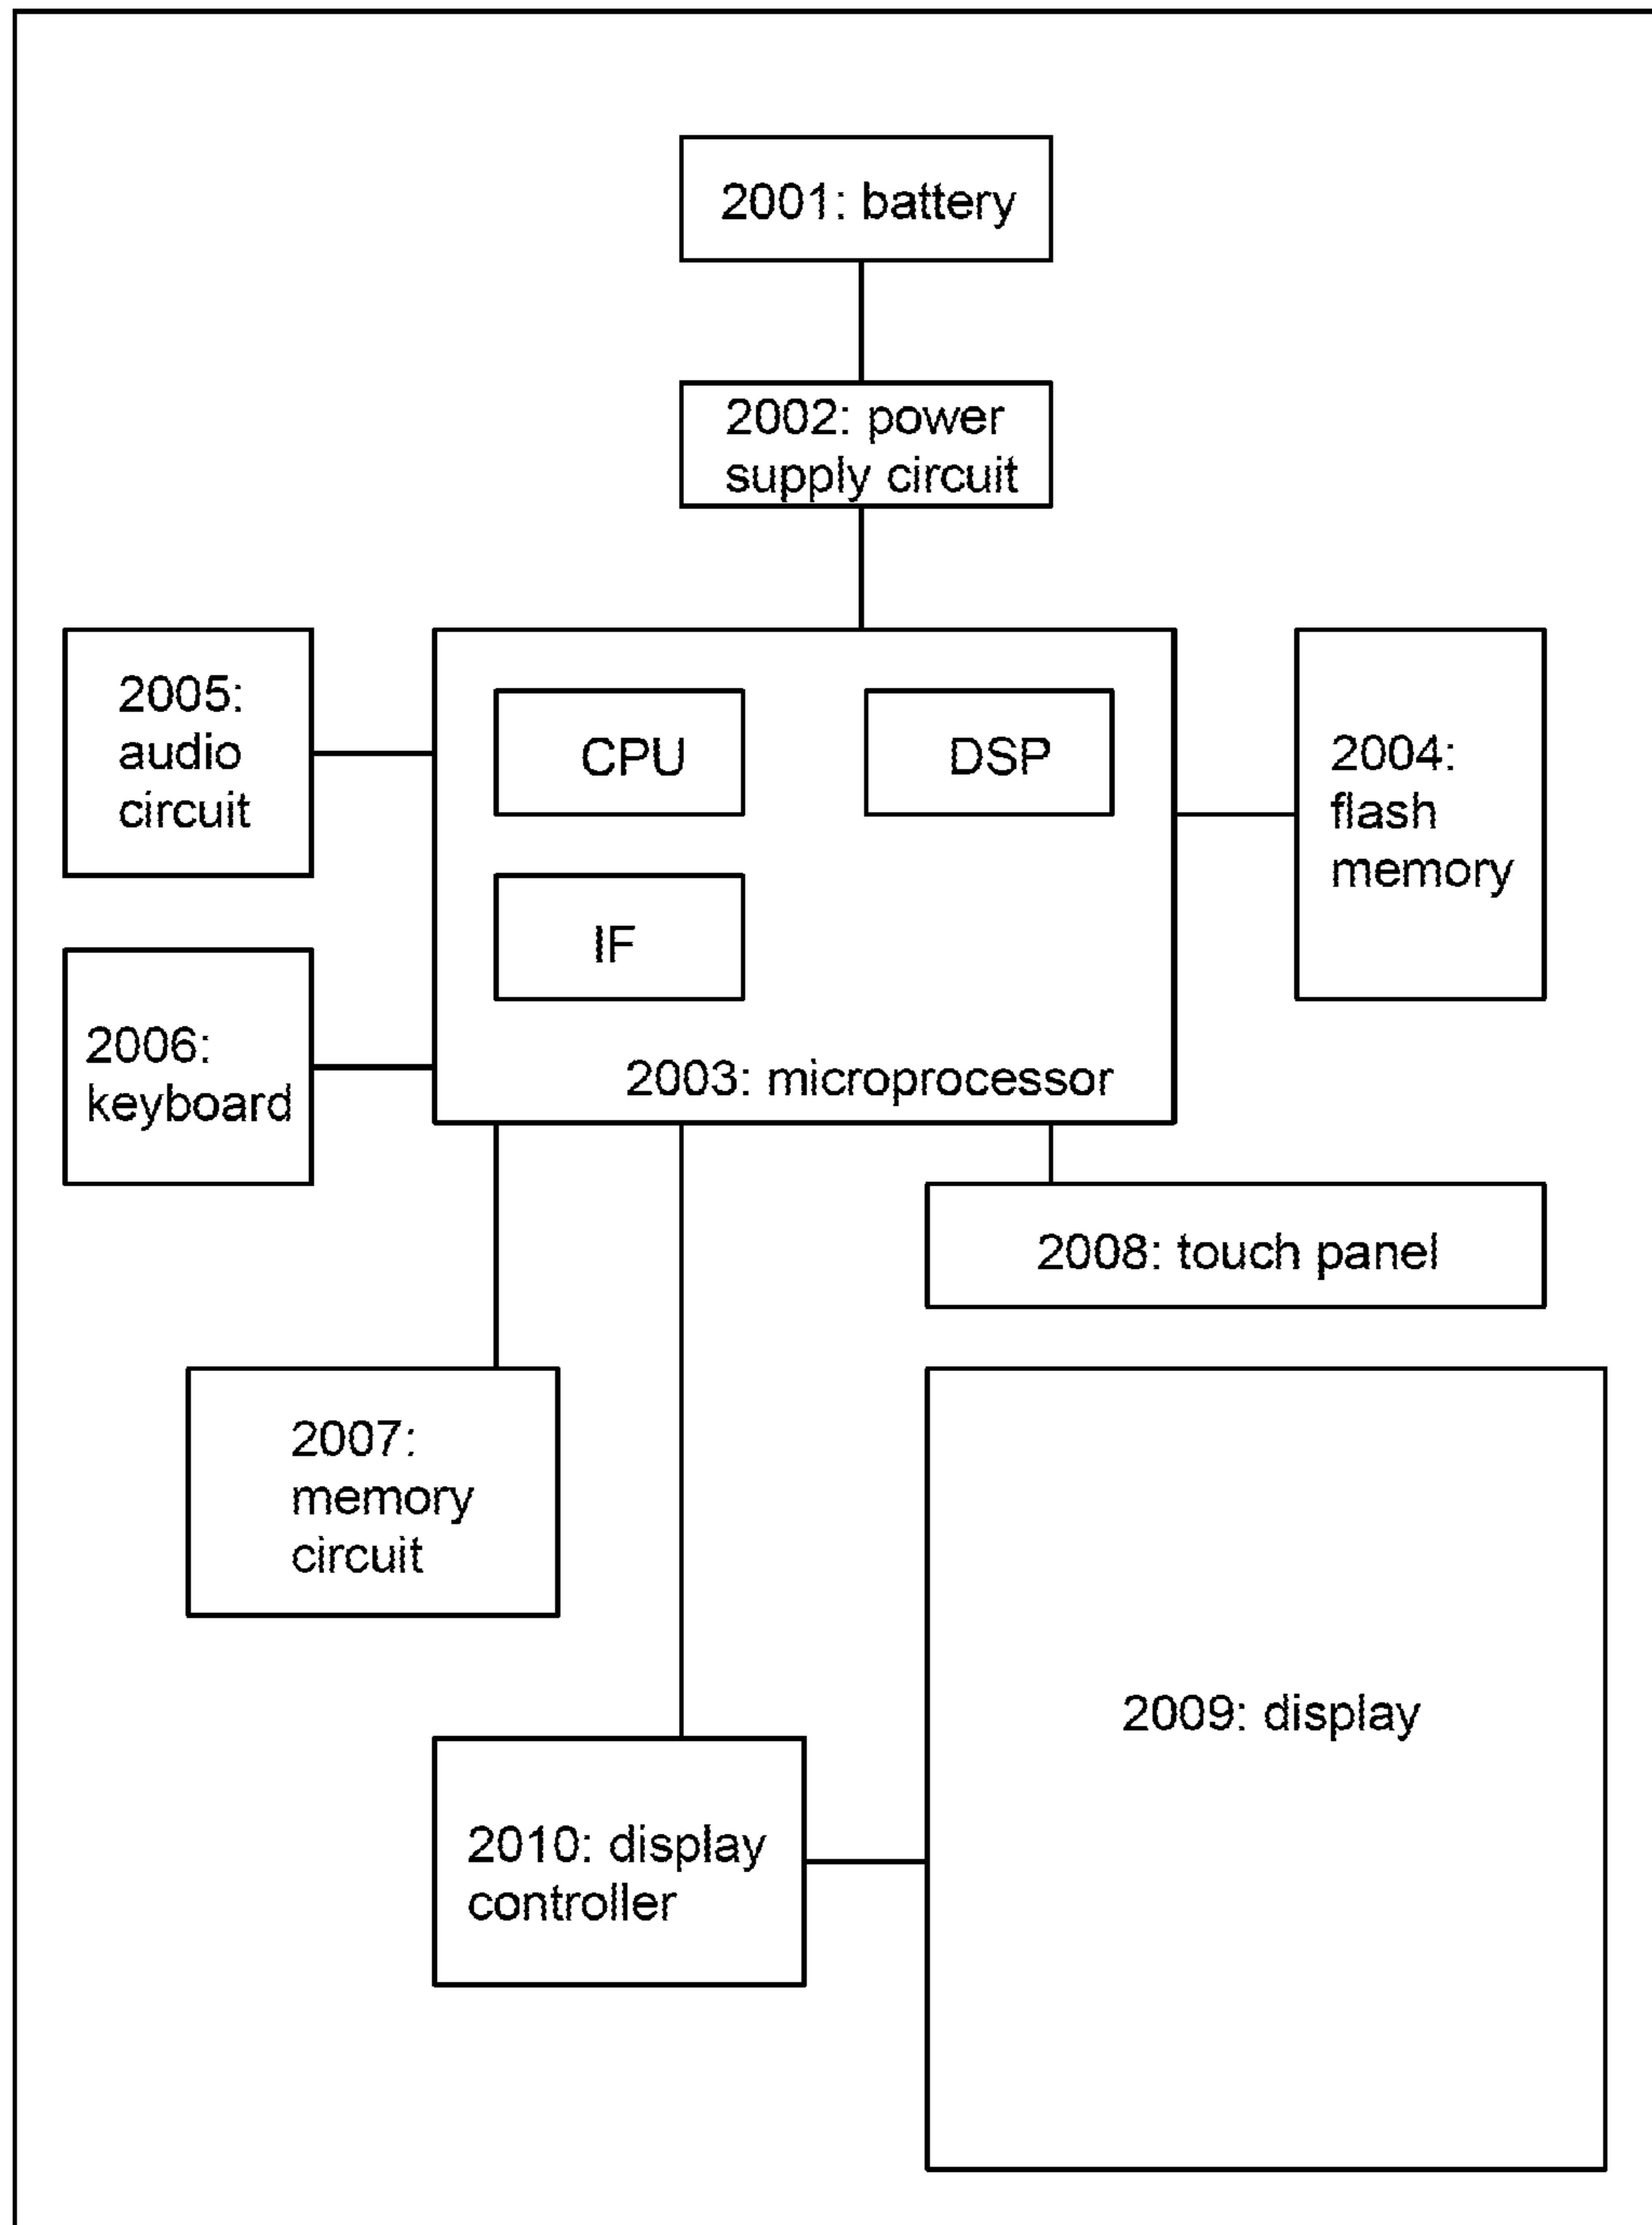 2001: battery
2002: power
supply circuit
2005:
audio
circuit
CPU
DSP
2004:
flash
memory
IF
2006:
keyboard
2003: microprocessor
2008: touch panel
2007:
memory
circuit
2009: display
2010: display
controller